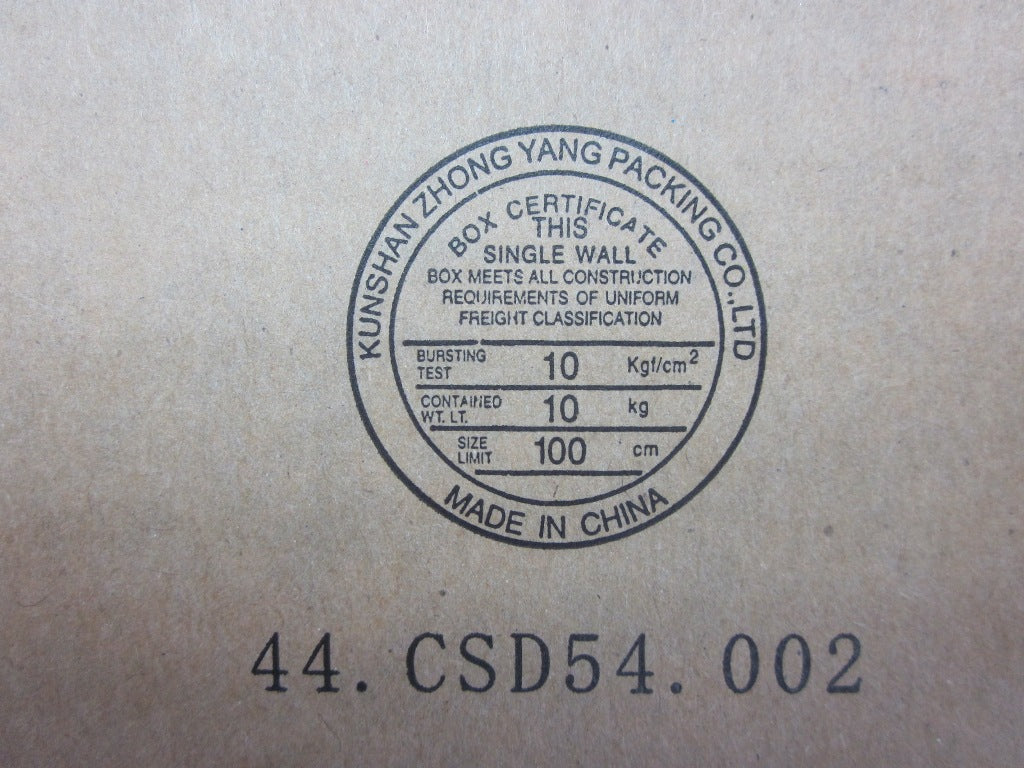 KUNSHAN ZHONG YANG PACKING CO.,LTD
BOX CERTIFICATE
THIS
SINGLE WALL
BOX MEETS ALL CONSTRUCTION
REQUIREMENTS OF UNIFORM
FREIGHT CLASSIFICATION
BURSTING TEST 10 Kgf/cm²
CONTAINED WT. LT. 10 kg
SIZE LIMIT 100 cm
MADE IN CHINA
44.CSD54.002